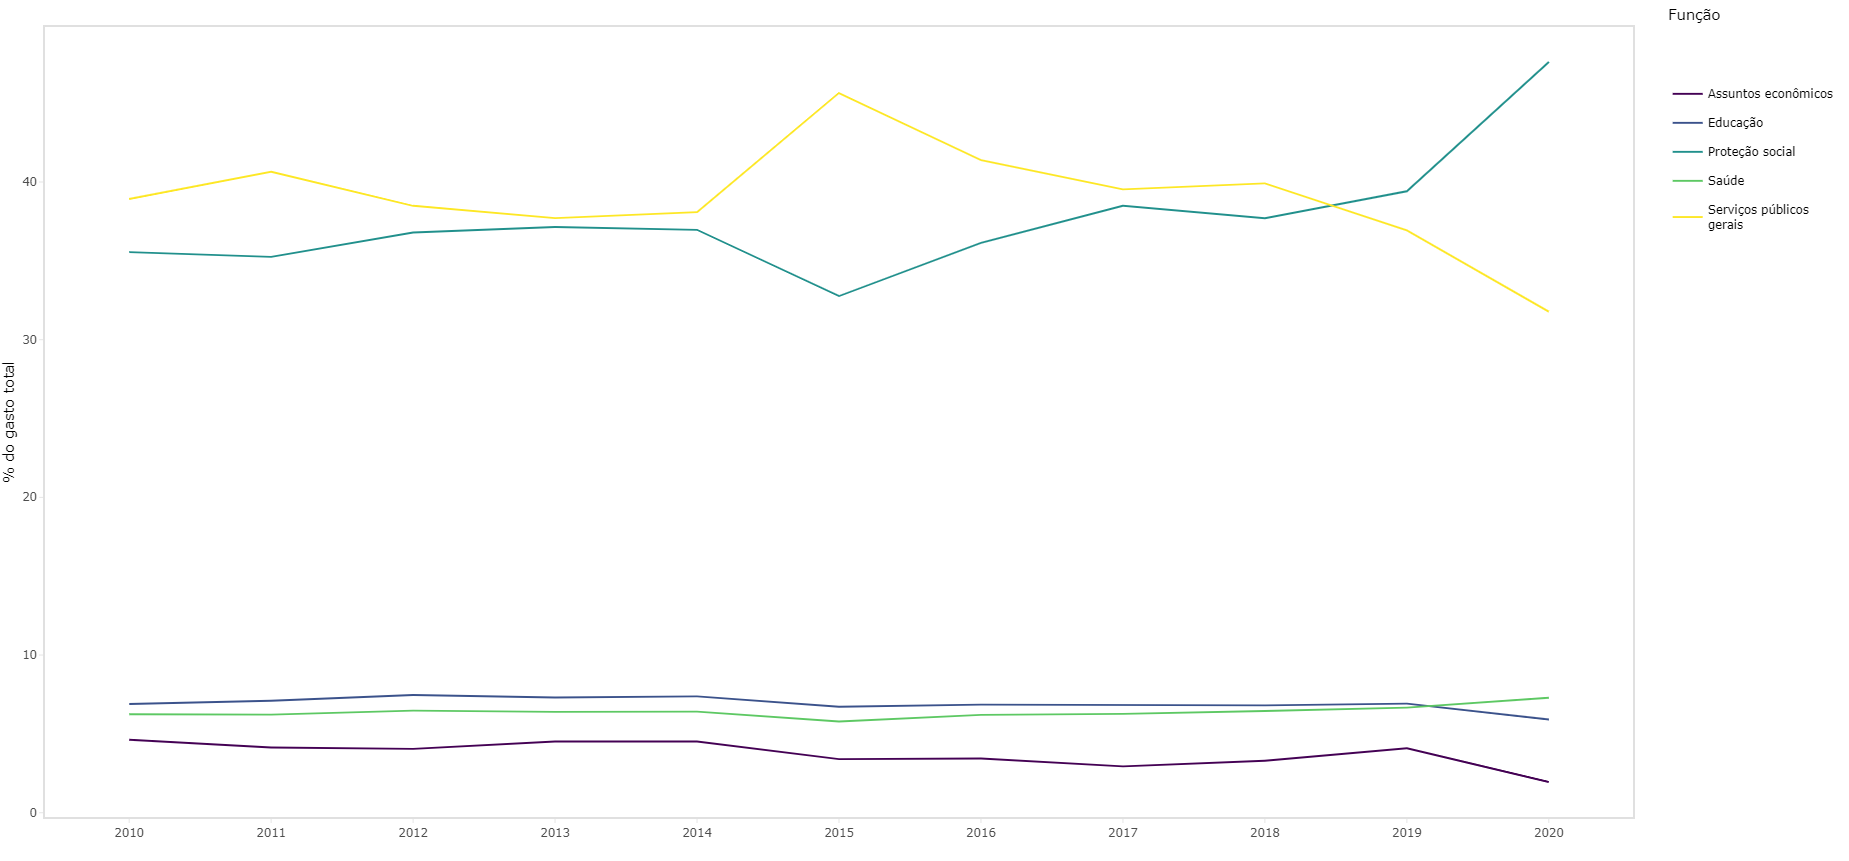 Função
Assuntos econômicos
Educação
Proteção social
Saúde
Serviços públicos
gerais
% do gasto total
40
30
20
10
0
2010
2011
2012
2013
2014
2015
2016
2017
2018
2019
2020